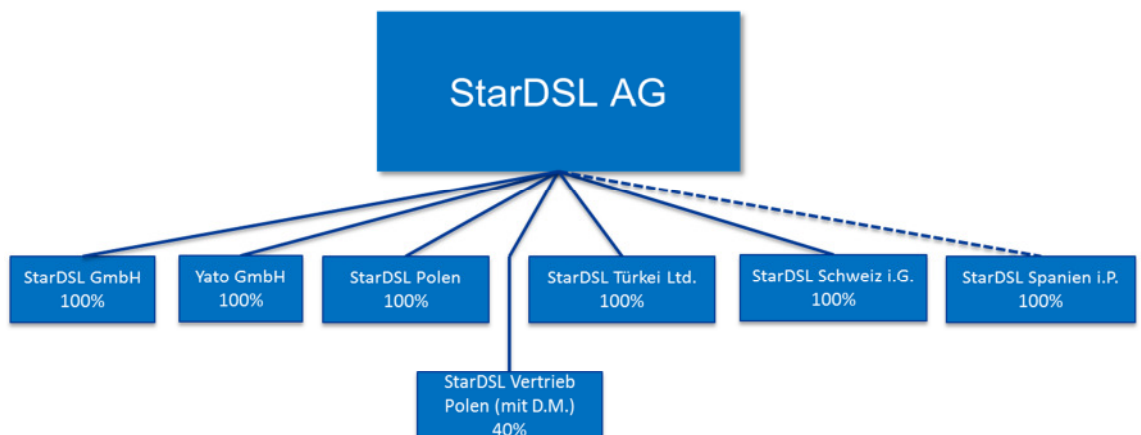 StarDSL AG
StarDSL GmbH
100%
Yato GmbH
100%
StarDSL Polen
100%
StarDSL Türkei Ltd.
100%
StarDSL Schweiz i.G.
100%
StarDSL Spanien i.P.
100%
StarDSL Vertrieb
Polen (mit D.M.)
40%